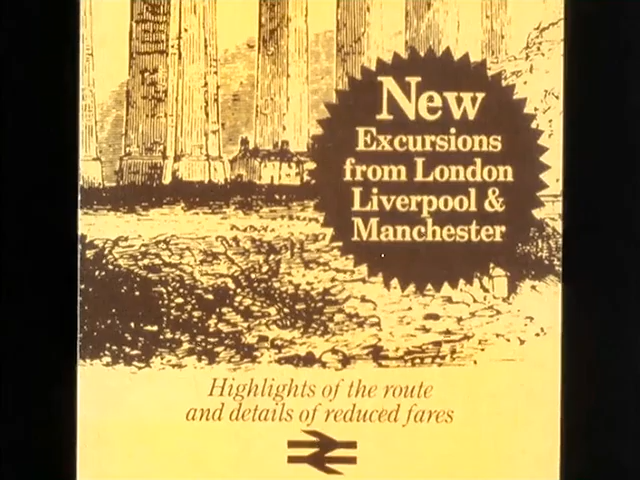 New
Excursions
from London
Liverpool &
Manchester
Highlights of the route
and details of reduced fares